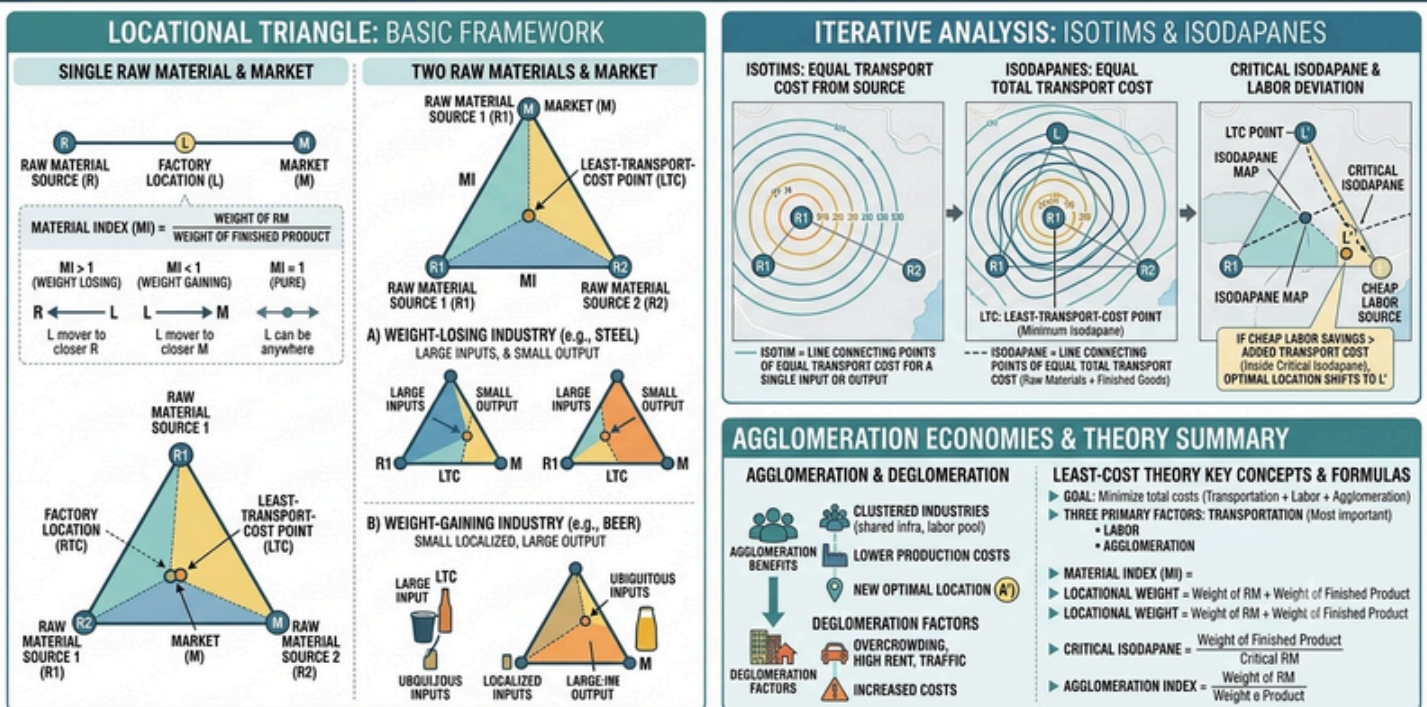 LOCATIONAL TRIANGLE: BASIC FRAMEWORK
SINGLE RAW MATERIAL & MARKET
R
L
M
RAW MATERIAL
SOURCE (R)
FACTORY
LOCATION (L)
MARKET
(M)
MATERIAL INDEX (MI) =
WEIGHT OF RM
WEIGHT OF FINISHED PRODUCT
MI > 1
(WEIGHT LOSING)
MI < 1
(WEIGHT GAINING)
MI = 1
(PURE)
R
L
L
M
L mover to
closer R
L mover to
closer M
L can be
anywhere
RAW
MATERIAL
SOURCE 1
R1
FACTORY
LOCATION
(RTC)
LEAST-
TRANSPORT-
COST POINT
(LTC)
R2
M
RAW
MATERIAL
SOURCE 1
(R1)
MARKET
(M)
RAW
MATERIAL
SOURCE 2
(R2)
TWO RAW MATERIALS & MARKET
RAW MATERIAL
SOURCE 1 (R1)
M
MARKET (M)
LEAST-TRANSPORT-
COST POINT (LTC)
MI
R1
R2
MI
RAW MATERIAL
SOURCE 1 (R1)
RAW MATERIAL
SOURCE 2 (R2)
A) WEIGHT-LOSING INDUSTRY (e.g., STEEL)
LARGE INPUTS, & SMALL OUTPUT
LARGE
INPUTS
SMALL
OUTPUT
R1
M
LTC
LARGE
INPUTS
SMALL
OUTPUT
R1
M
LTC
B) WEIGHT-GAINING INDUSTRY (e.g., BEER)
SMALL LOCALIZED, LARGE OUTPUT
LARGE
INPUT
LTC
UBIQUITOUS
INPUTS
M
UBQUIJOUS
INPUTS
LOCALIZED
INPUTS
LARGE:INE
OUTPUT
ITERATIVE ANALYSIS: ISOTIMS & ISODAPANES
ISOTIMS: EQUAL TRANSPORT
COST FROM SOURCE
R1
R1
R2
ISOTIM = LINE CONNECTING POINTS
OF EQUAL TRANSPORT COST FOR A
SINGLE INPUT OR OUTPUT
ISODAPANES: EQUAL
TOTAL TRANSPORT COST
L
R1
R1
R2
LTC: LEAST-TRANSPORT-COST POINT
(Minimum Isodapane)
ISODAPANE = LINE CONNECTING
POINTS OF EQUAL TOTAL TRANSPORT
COST (Raw Materials + Finished Goods)
CRITICAL ISODAPANE &
LABOR DEVIATION
LTC POINT
L'
ISODAPANE
MAP
CRITICAL
ISODAPANE
L'
R1
ISODAPANE MAP
CHEAP
LABOR
SOURCE
IF CHEAP LABOR SAVINGS >
ADDED TRANSPORT COST
(Inside Critical Isodapane),
OPTIMAL LOCATION SHIFTS TO L'
AGGLOMERATION ECONOMIES & THEORY SUMMARY
AGGLOMERATION & DEGLOMERATION
AGGLOMERATION
BENEFITS
CLUSTERED INDUSTRIES
(shared infra, labor pool)
LOWER PRODUCTION COSTS
NEW OPTIMAL LOCATION A')
DEGLOMERATION FACTORS
DEGLOMERATION
FACTORS
OVERCROWDING,
HIGH RENT, TRAFFIC
INCREASED COSTS
LEAST-COST THEORY KEY CONCEPTS & FORMULAS
GOAL: Minimize total costs (Transportation + Labor + Agglomeration)
THREE PRIMARY FACTORS: TRANSPORTATION (Most important)
• LABOR
• AGGLOMERATION
MATERIAL INDEX (MI) =
LOCATIONAL WEIGHT = Weight of RM + Weight of Finished Product
LOCATIONAL WEIGHT = Weight of RM + Weight of Finished Product
CRITICAL ISODAPANE =
Weight of Finished Product
Critical RM
AGGLOMERATION INDEX =
Weight of RM
Weight e Product